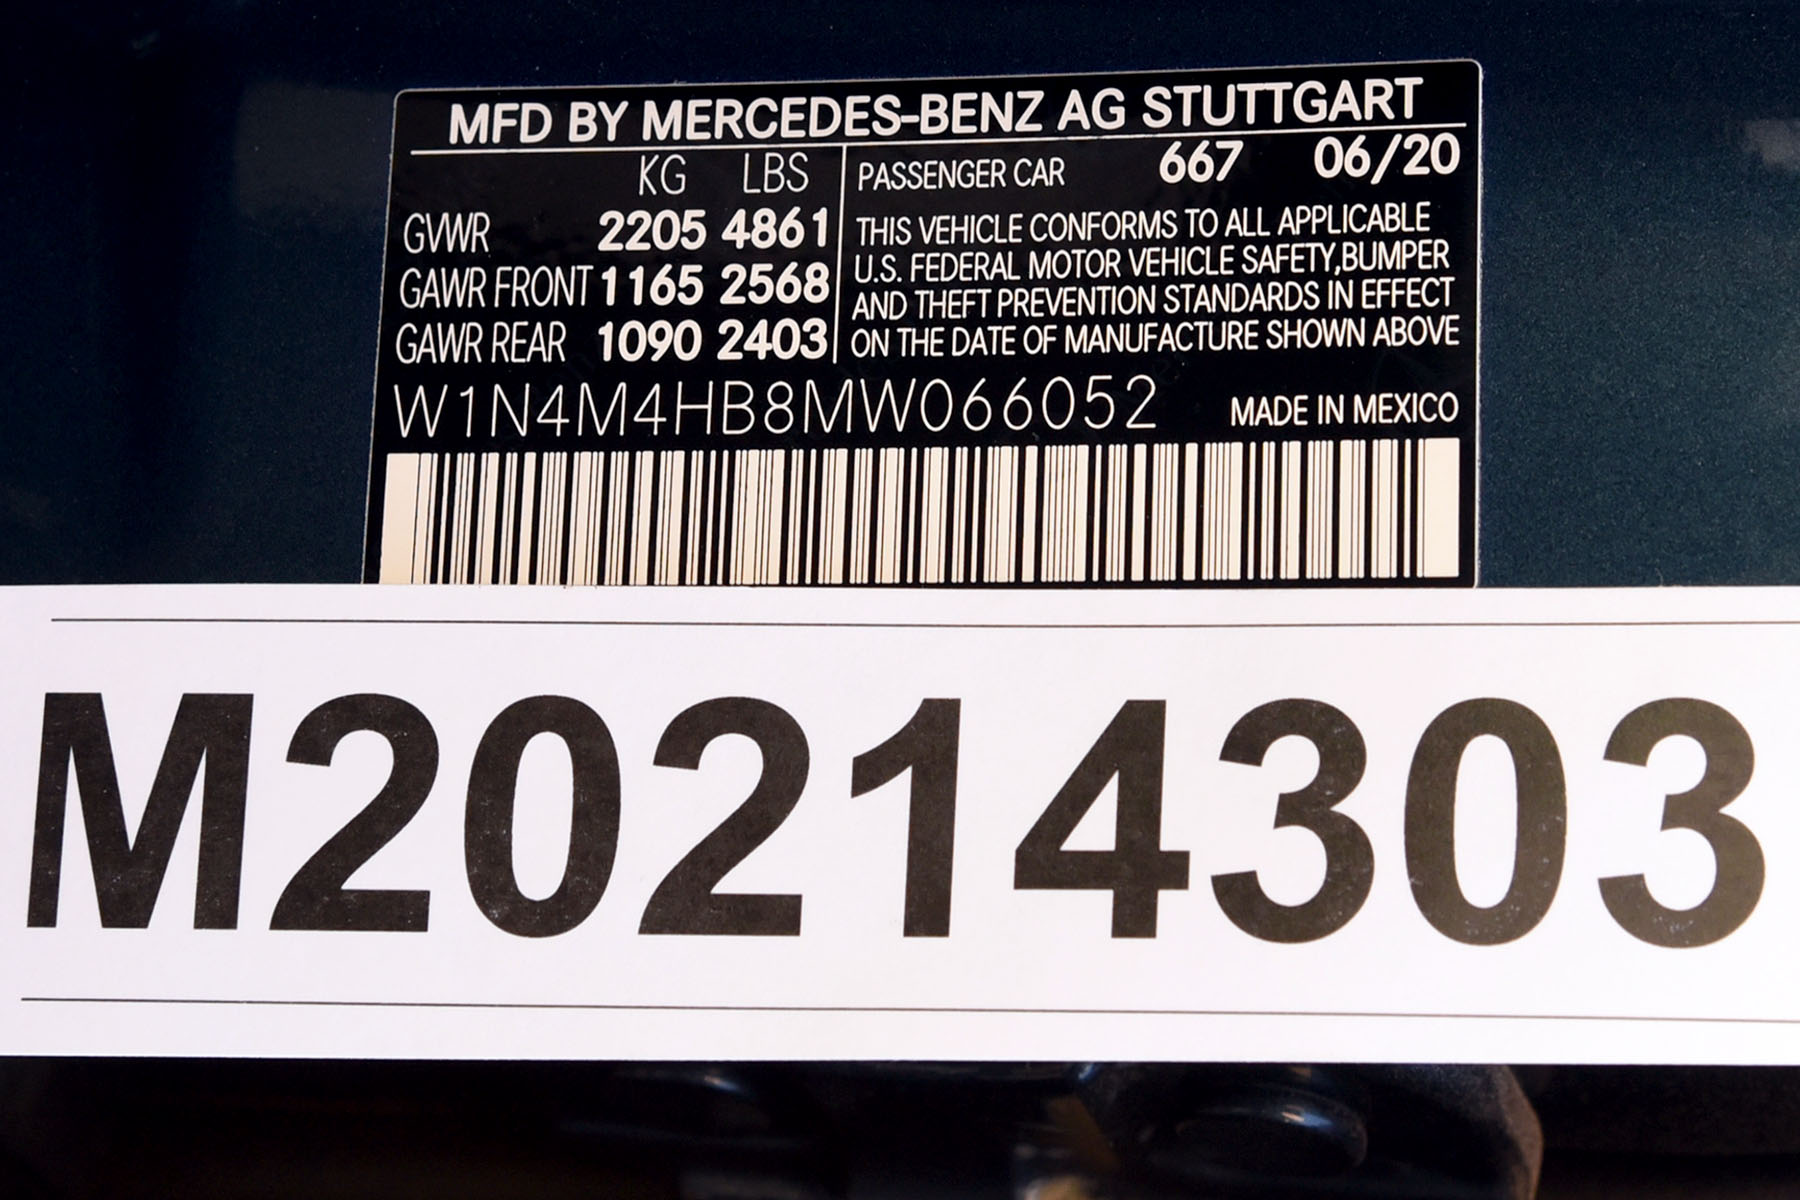 MFD BY MERCEDES-BENZ AG STUTTGART
KG LBS
GVWR 2205 4861
GAWR FRONT 1165 2568
GAWR REAR 1090 2403
PASSENGER CAR 667 06/20
THIS VEHICLE CONFORMS TO ALL APPLICABLE
U.S. FEDERAL MOTOR VEHICLE SAFETY,BUMPER
AND THEFT PREVENTION STANDARDS IN EFFECT
ON THE DATE OF MANUFACTURE SHOWN ABOVE
W1N4M4HB8MW066052 MADE IN MEXICO
M20214303